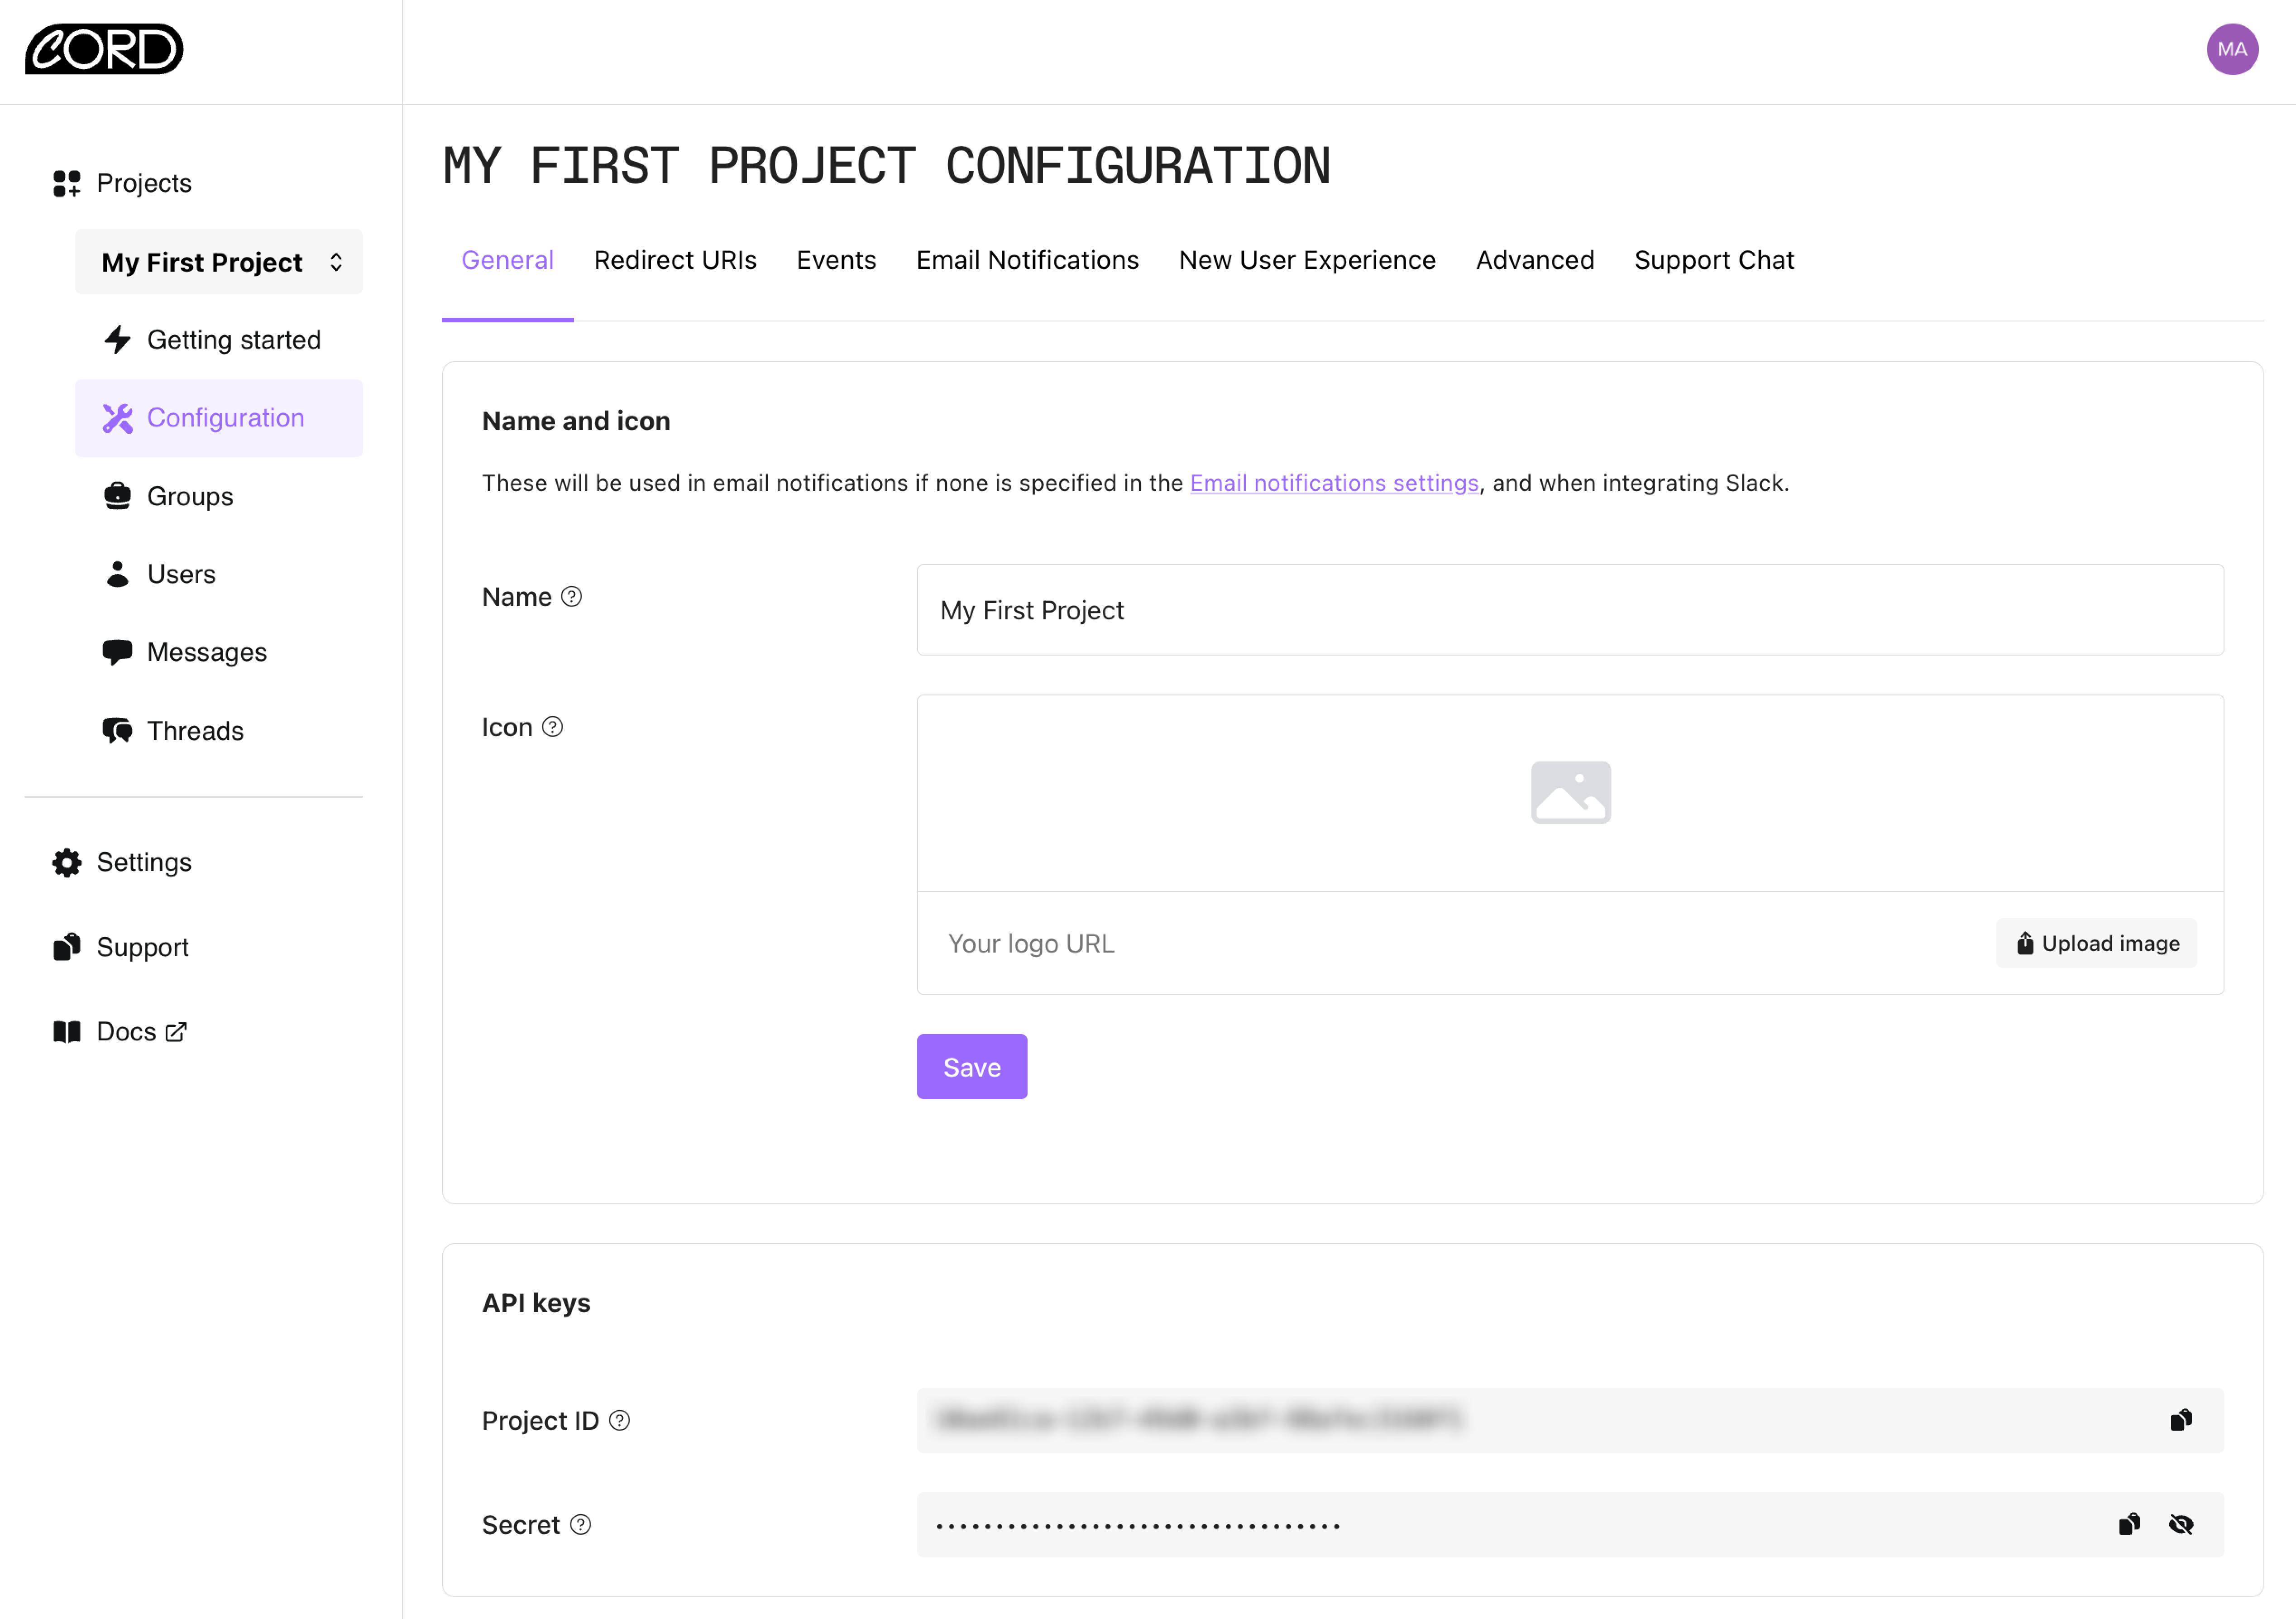 CORD
MA
Projects
My First Project
Getting started
Configuration
Groups
Users
Messages
Threads
Settings
Support
Docs
MY FIRST PROJECT CONFIGURATION
General Redirect URIs Events Email Notifications New User Experience Advanced Support Chat
Name and icon
These will be used in email notifications if none is specified in the Email notifications settings, and when integrating Slack.
Name
My First Project
Icon
Your logo URL
Upload image
Save
API keys
Project ID
Secret